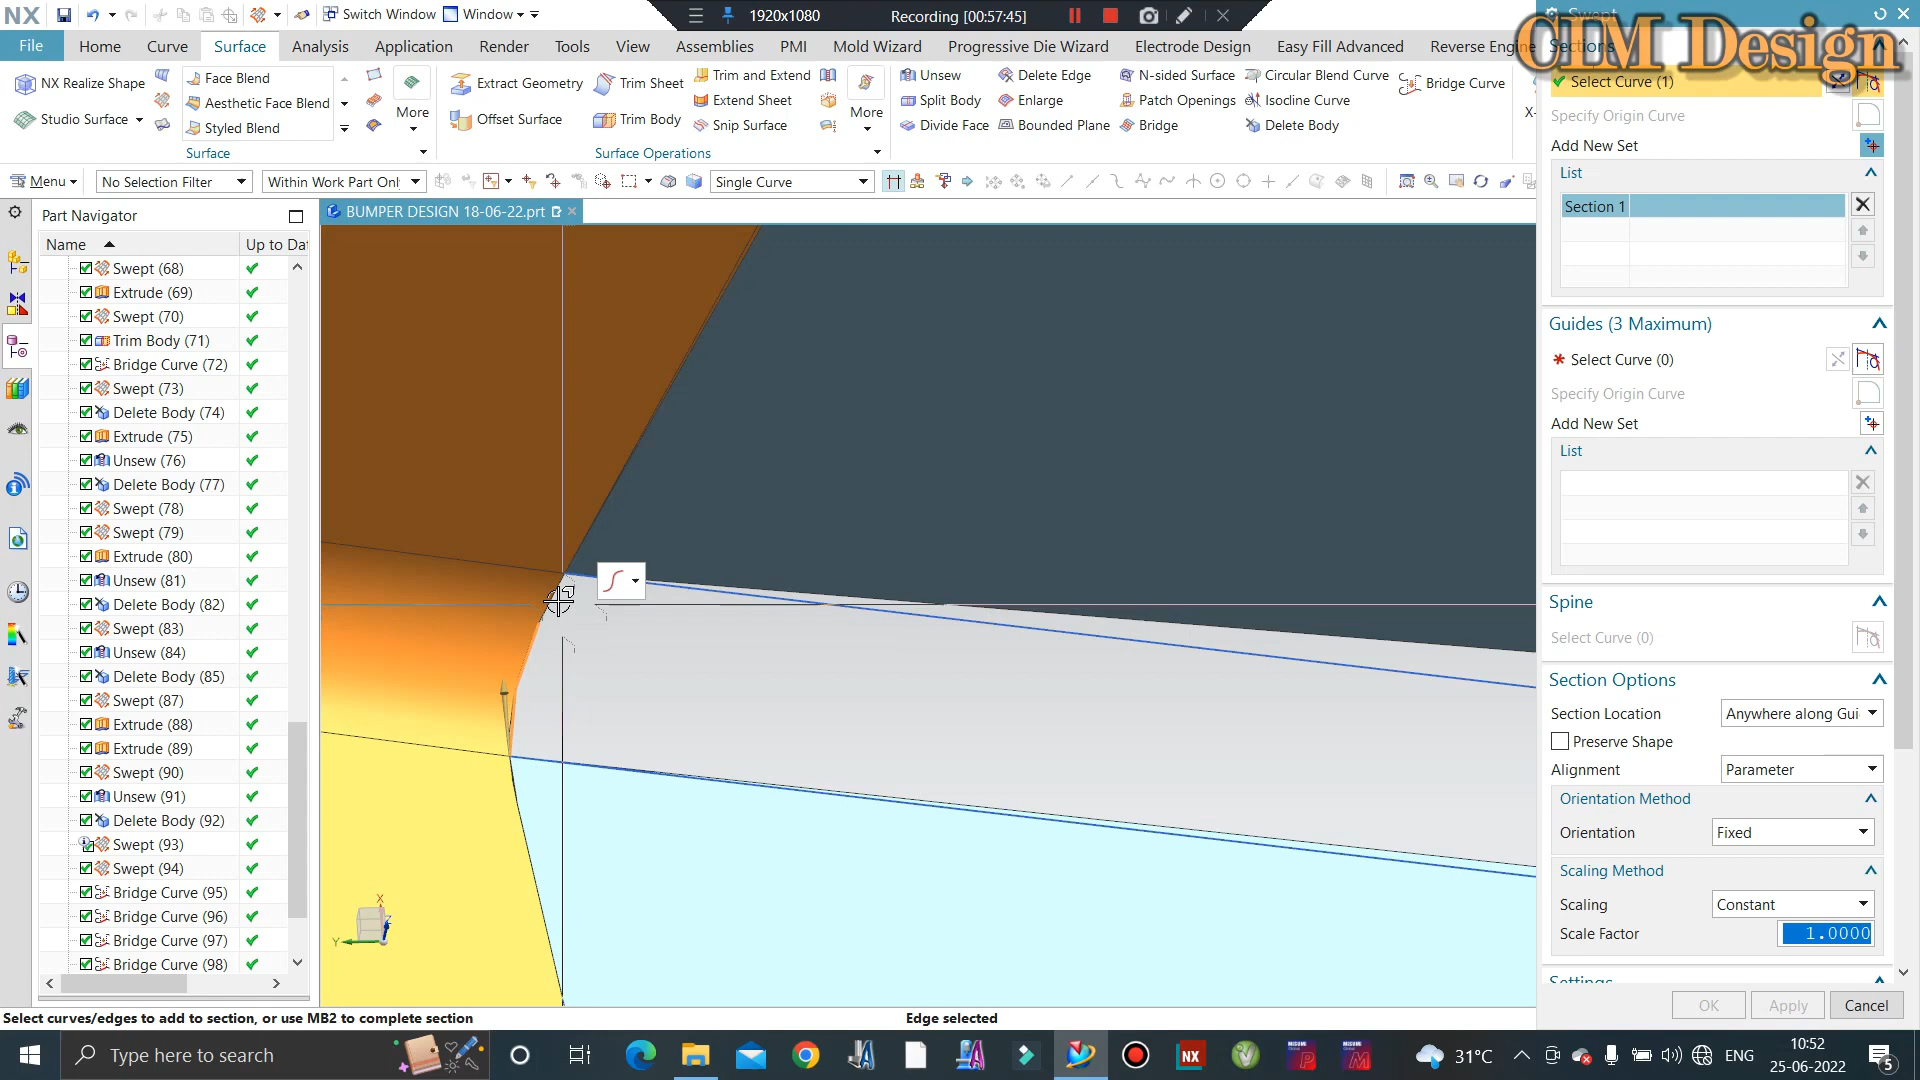 NX
Switch Window
Window
1920x1080
Recording [00:57:45]
Swept
CIM Design
File
Home
Curve
Surface
Analysis
Application
Render
Tools
View
Assemblies
PMI
Mold Wizard
Progressive Die Wizard
Electrode Design
Easy Fill Advanced
Reverse Engin
Sections
NX Realize Shape
Studio Surface
Face Blend
Aesthetic Face Blend
Styled Blend
More
Surface
Extract Geometry
Offset Surface
Trim Sheet
Trim Body
Trim and Extend
Extend Sheet
Snip Surface
More
Unsew
Split Body
Divide Face
Delete Edge
Enlarge
Bounded Plane
N-sided Surface
Patch Openings
Bridge
Circular Blend Curve
Isocline Curve
Delete Body
Bridge Curve
X-
Surface Operations
Menu
No Selection Filter
Within Work Part Onl
Single Curve
Part Navigator
BUMPER DESIGN 18-06-22.prt
Name
Up to Dat
Swept (68)
Extrude (69)
Swept (70)
Trim Body (71)
Bridge Curve (72)
Swept (73)
Delete Body (74)
Extrude (75)
Unsew (76)
Delete Body (77)
Swept (78)
Swept (79)
Extrude (80)
Unsew (81)
Delete Body (82)
Swept (83)
Unsew (84)
Delete Body (85)
Swept (87)
Extrude (88)
Extrude (89)
Swept (90)
Unsew (91)
Delete Body (92)
Swept (93)
Swept (94)
Bridge Curve (95)
Bridge Curve (96)
Bridge Curve (97)
Bridge Curve (98)
X
Y
Z
Select Curve (1)
Specify Origin Curve
Add New Set
List
Section 1
Guides (3 Maximum)
* Select Curve (0)
Specify Origin Curve
Add New Set
List
Spine
Select Curve (0)
Section Options
Section Location
Anywhere along Gui
Preserve Shape
Alignment
Parameter
Orientation Method
Orientation
Fixed
Scaling Method
Scaling
Constant
Scale Factor
1.0000
Settings
OK
Apply
Cancel
Select curves/edges to add to section, or use MB2 to complete section
Edge selected
Type here to search
NX
31°C
ENG
10:52
25-06-2022
5